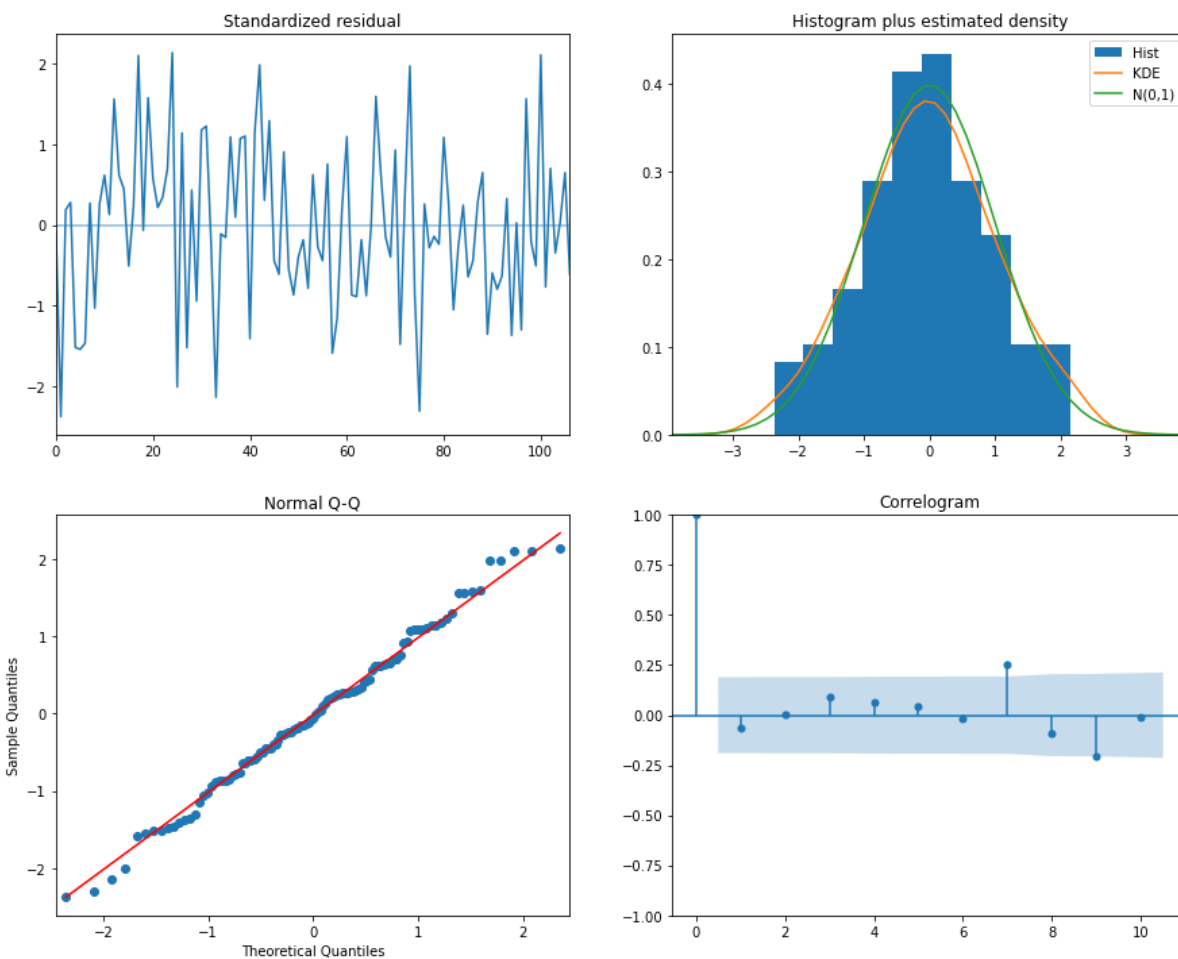 Standardized residual
2
1
0
−1
−2
0 20 40 60 80 100
Histogram plus estimated density
Hist
KDE
N(0,1)
0.4
0.3
0.2
0.1
0.0
−3 −2 −1 0 1 2 3
Normal Q-Q
Sample Quantiles
2
1
0
−1
−2
−2 −1 0 1 2
Theoretical Quantiles
Correlogram
1.00
0.75
0.50
0.25
0.00
−0.25
−0.50
−0.75
−1.00
0 2 4 6 8 10